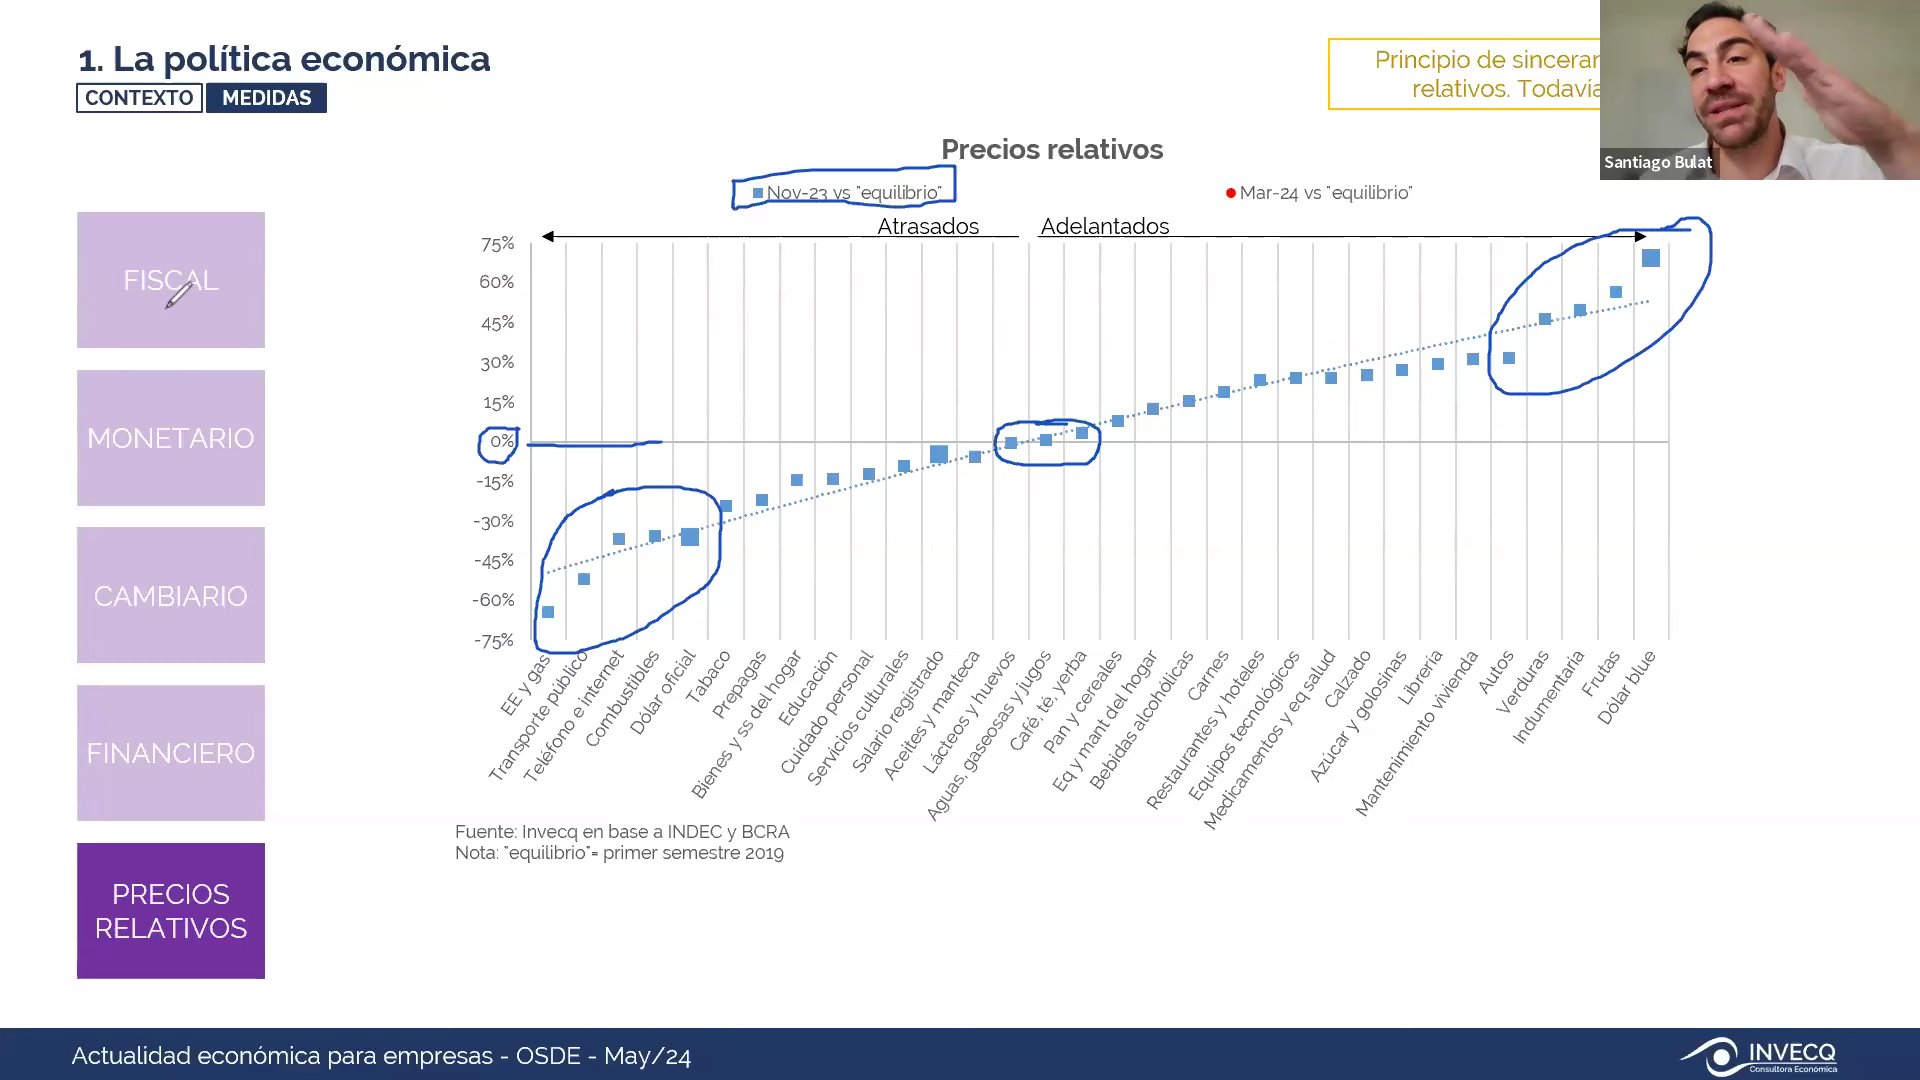 1. La política económica
CONTEXTO
MEDIDAS
Principio de sincerar
relativos. Todavía
Santiago Bulat
Precios relativos
Nov-23 vs "equilibrio"
Mar-24 vs "equilibrio"
Atrasados
Adelantados
75%
60%
45%
30%
15%
0%
-15%
-30%
-45%
-60%
-75%
EE y gas
Transporte público
Teléfono e internet
Combustibles
Dólar oficial
Tabaco
Prepagas
Bienes y ss del hogar
Educación
Cuidado personal
Servicios culturales
Salario registrado
Aceites y manteca
Lácteos y huevos
Aguas, gaseosas y jugos
Café, té, yerba
Pan y cereales
Eq y mant del hogar
Bebidas alcohólicas
Carnes
Restaurantes y hoteles
Equipos tecnológicos
Medicamentos y eq salud
Calzado
Azúcar y golosinas
Librería
Mantenimiento vivienda
Autos
Verduras
Indumentaria
Frutas
Dólar blue
FISCAL
MONETARIO
CAMBIARIO
FINANCIERO
PRECIOS
RELATIVOS
Fuente: Invecq en base a INDEC y BCRA
Nota: "equilibrio"= primer semestre 2019
Actualidad económica para empresas - OSDE - May/24
INVECQ
Consultora Económica